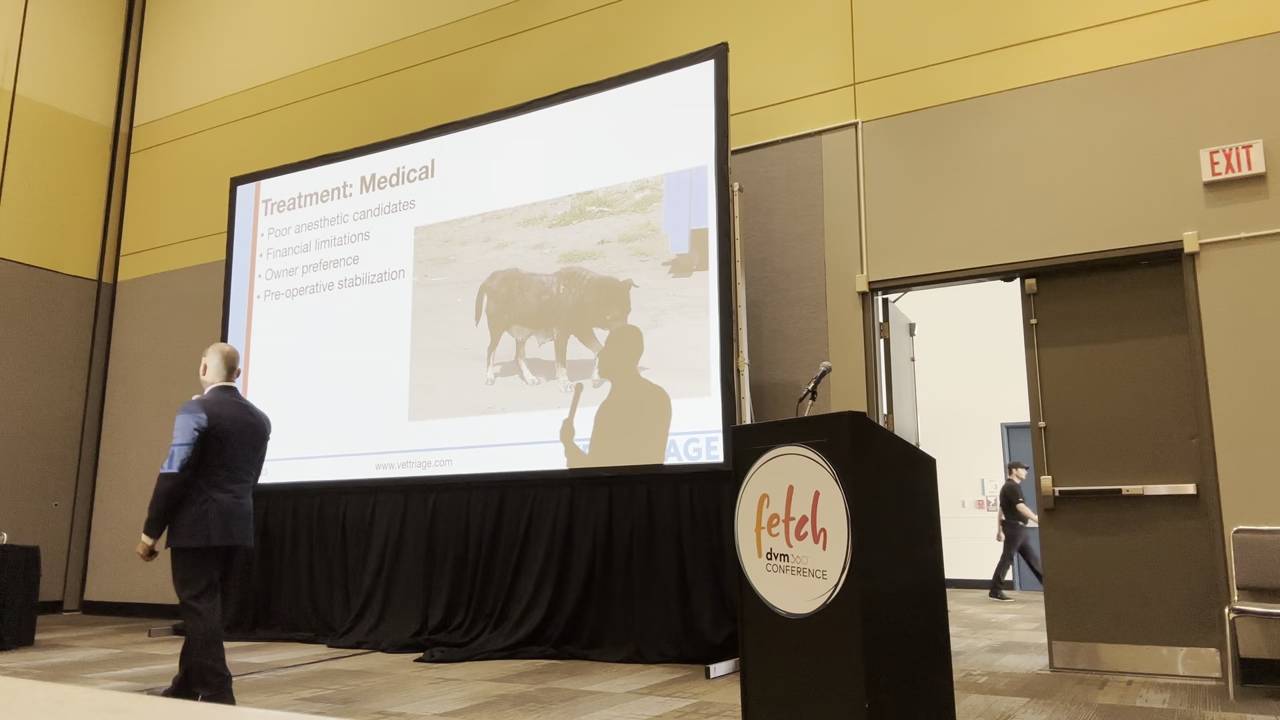 Treatment: Medical
• Poor anesthetic candidates
• Financial limitations
• Owner preference
• Pre-operative stabilization
www.vettriage.com
AGE
EXIT
fetch
dvm360
CONFERENCE